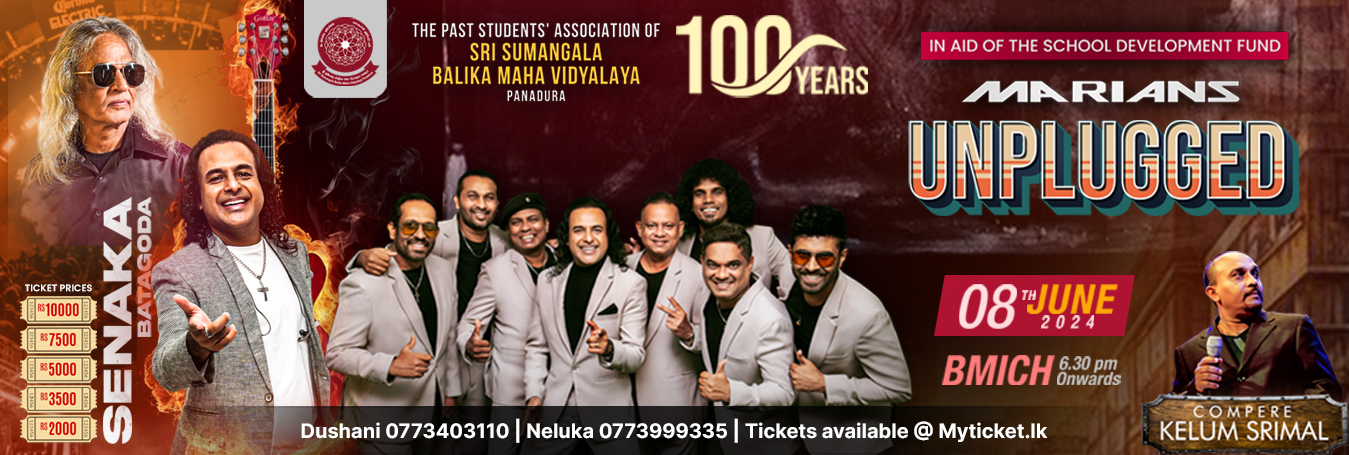 THE PAST STUDENTS' ASSOCIATION OF
SRI SUMANGALA
BALIKA MAHA VIDYALAYA
PANADURA
100 YEARS
IN AID OF THE SCHOOL DEVELOPMENT FUND
MARIANS
UNPLUGGED
SENAKA
BATAGODA
TICKET PRICES
RS 10000
RS 7500
RS 5000
RS 3500
RS 2000
08TH JUNE
2024
BMICH 6.30 pm
Onwards
COMPERE
KELUM SRIMAL
Dushani 0773403110 | Neluka 0773999335 | Tickets available @ Myticket.lk